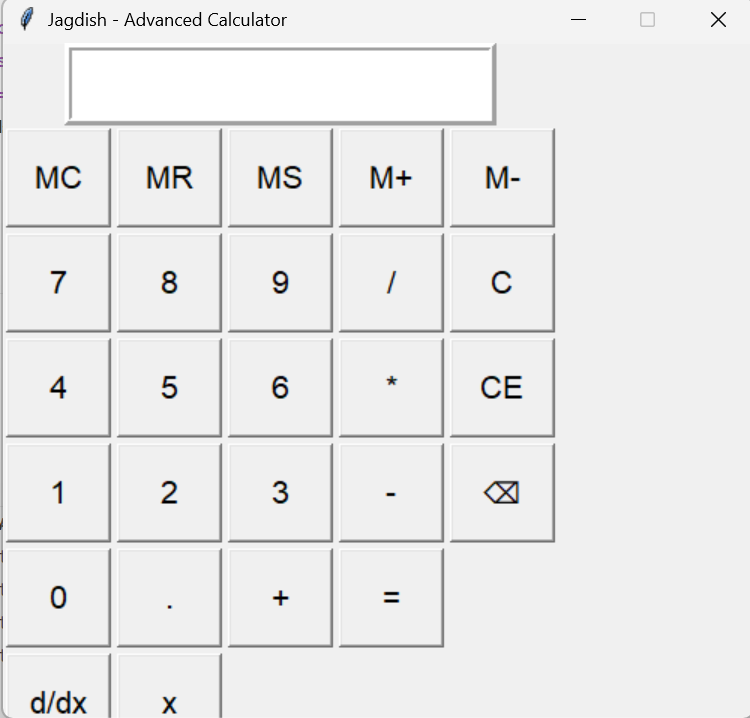 Jagdish - Advanced Calculator
MC MR MS M+ M-
7 8 9 / C
4 5 6 * CE
1 2 3 - ⌫
0 . + =
d/dx x